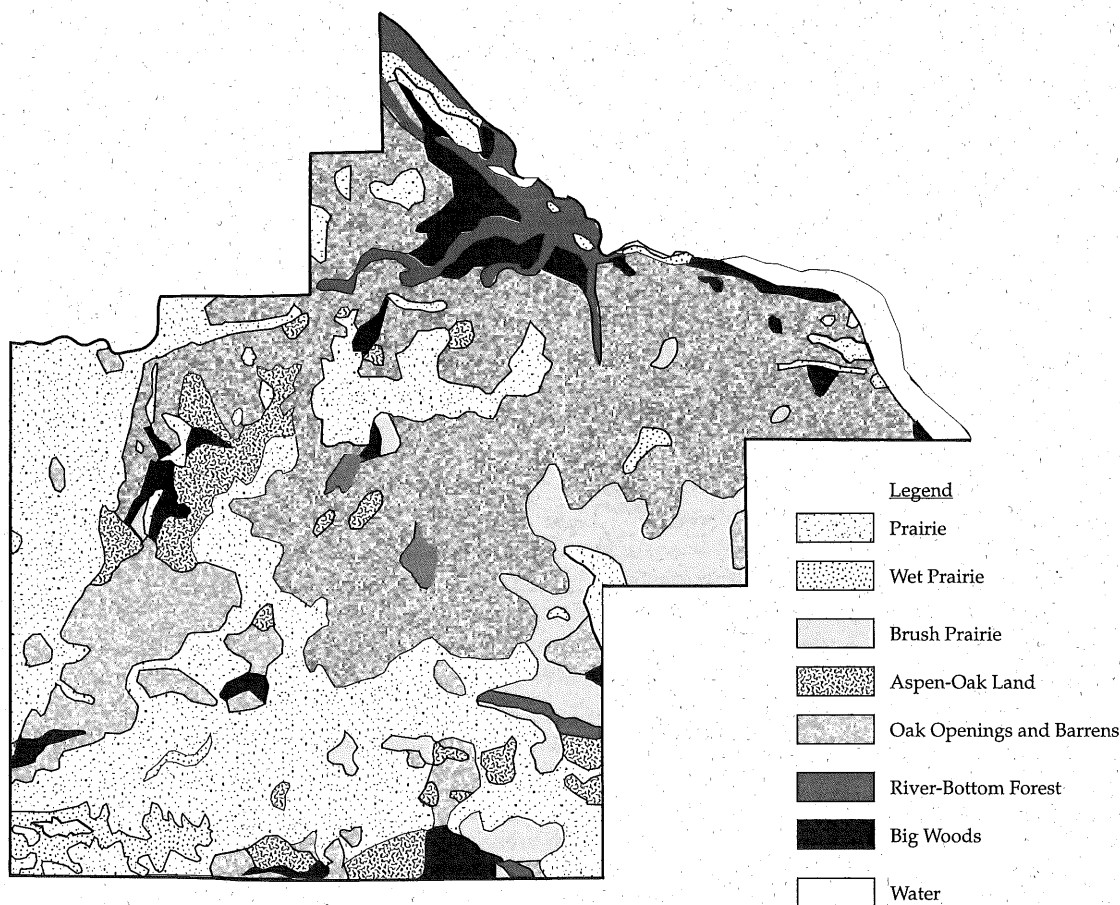 Legend
Prairie
Wet Prairie
Brush Prairie
Aspen-Oak Land
Oak Openings and Barrens
River-Bottom Forest
Big Woods
Water